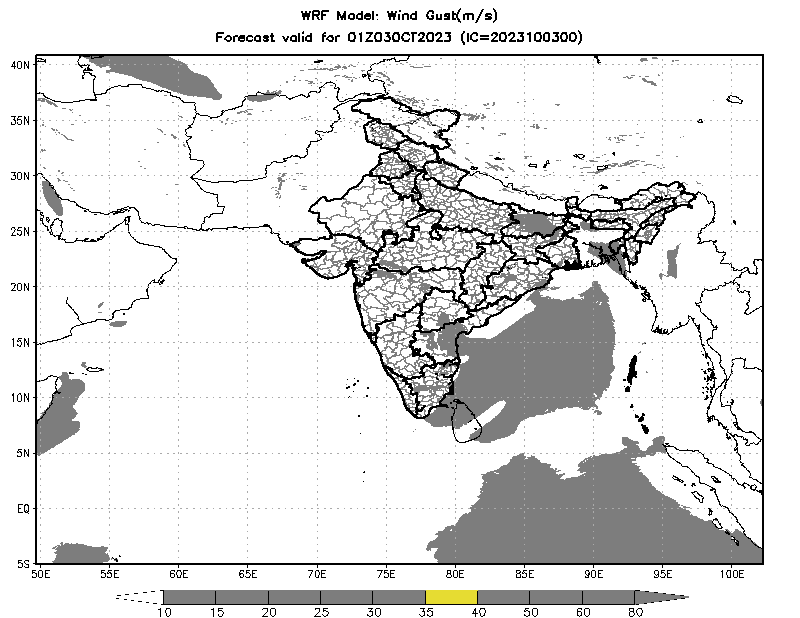 WRF Model: Wind Gust(m/s)
Forecast valid for 01Z03OCT2023 (IC=2023100300)
40N
35N
30N
25N
20N
15N
10N
5N
EQ
5S
50E 55E 60E 65E 70E 75E 80E 85E 90E 95E 100E
10 15 20 25 30 35 40 50 60 80